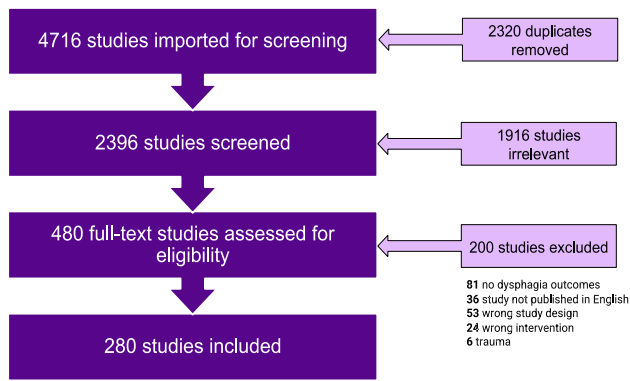 4716 studies imported for screening
2320 duplicates
removed
2396 studies screened
1916 studies
irrelevant
480 full-text studies assessed for
eligibility
200 studies excluded
81 no dysphagia outcomes
36 study not published in English
53 wrong study design
24 wrong intervention
6 trauma
280 studies included